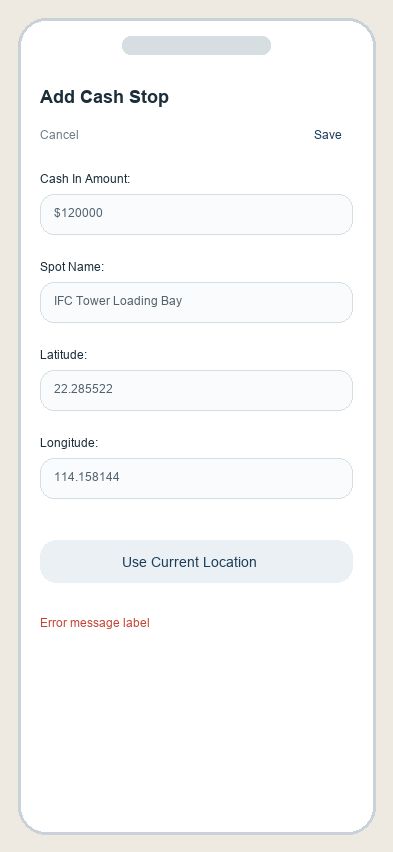 Add Cash Stop
Cancel Save
Cash In Amount:
$120000
Spot Name:
IFC Tower Loading Bay
Latitude:
22.285522
Longitude:
114.158144
Use Current Location
Error message label